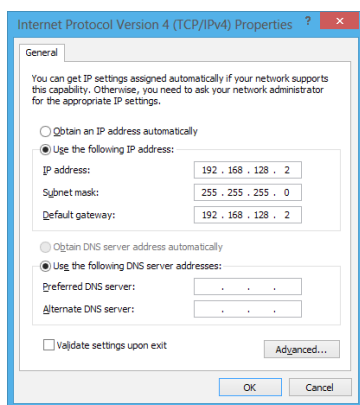 Internet Protocol Version 4 (TCP/IPv4) Properties ? ×
General
You can get IP settings assigned automatically if your network supports
this capability. Otherwise, you need to ask your network administrator
for the appropriate IP settings.
Obtain an IP address automatically
Use the following IP address:
IP address: 192 . 168 . 128 . 2
Subnet mask: 255 . 255 . 255 . 0
Default gateway: 192 . 168 . 128 . 2
Obtain DNS server address automatically
Use the following DNS server addresses:
Preferred DNS server: . . .
Alternate DNS server: . . .
Validate settings upon exit
Advanced...
OK Cancel